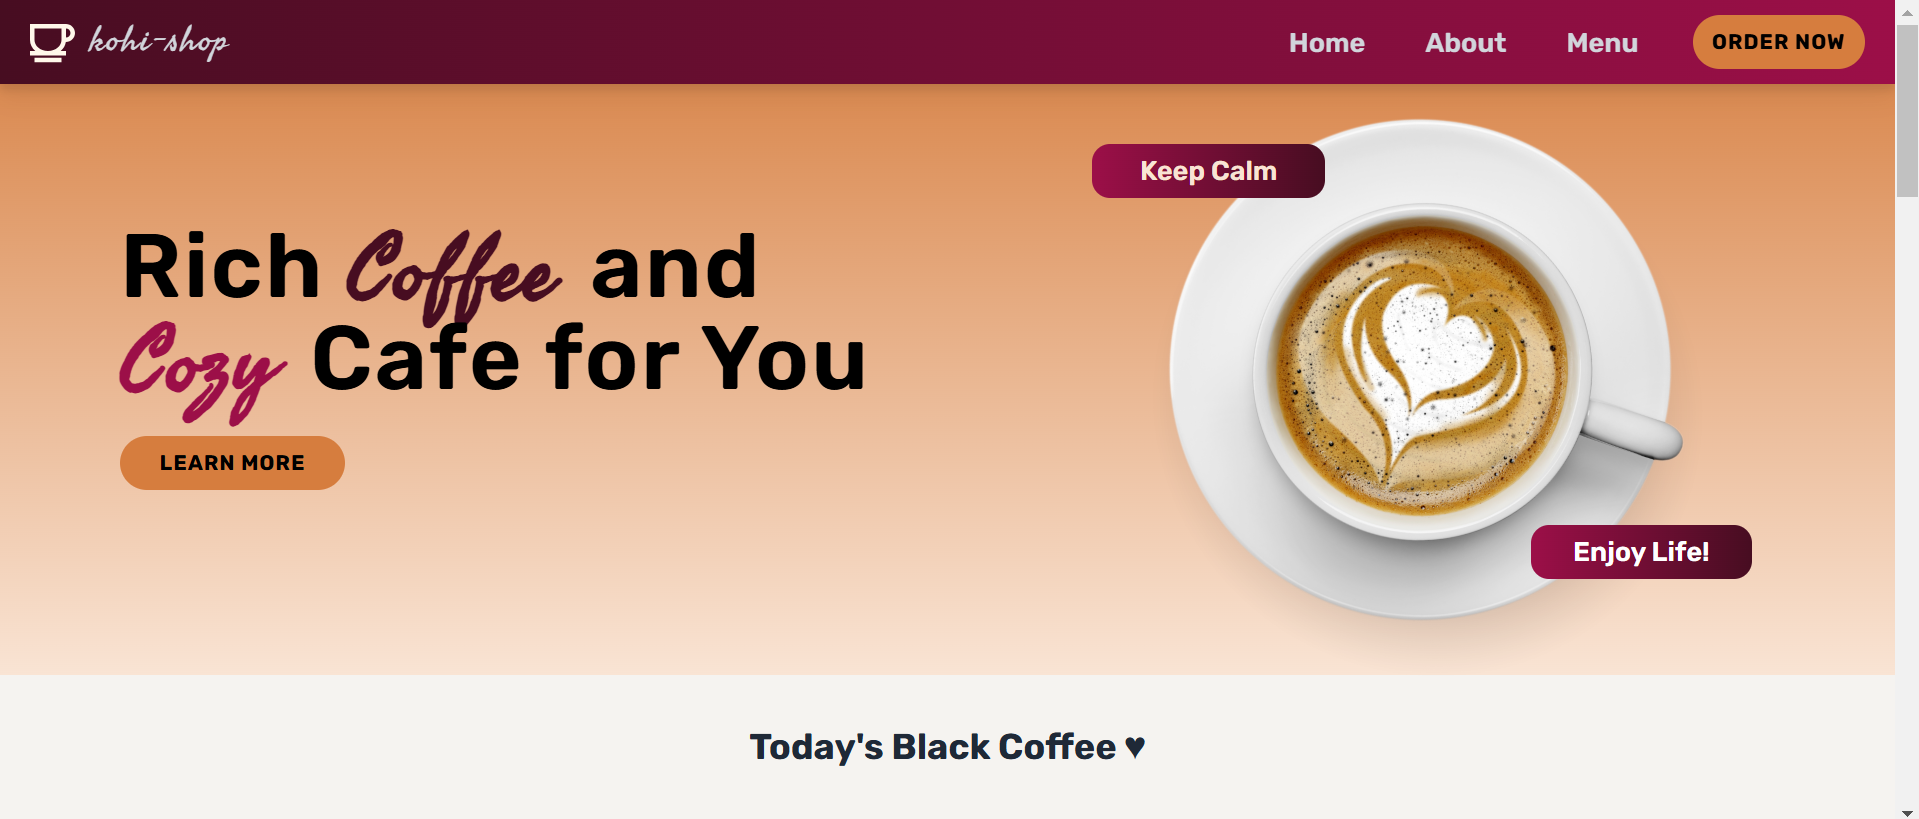 kohi-shop
Home About Menu ORDER NOW
Keep Calm
Rich Coffee and
Cozy Cafe for You
LEARN MORE
Enjoy Life!
Today's Black Coffee ♥